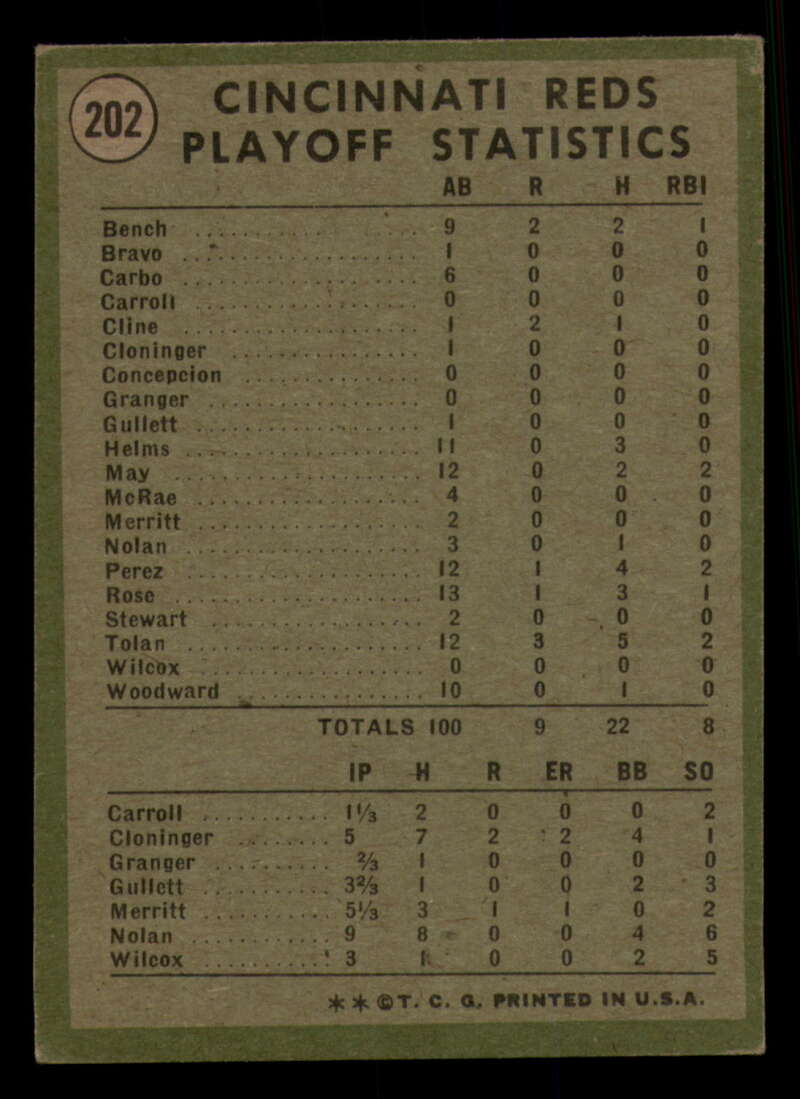 202
CINCINNATI REDS
PLAYOFF STATISTICS
AB R H RBI
Bench .......... 9 2 2 1
Bravo .......... 1 0 0 0
Carbo .......... 6 0 0 0
Carroll .......... 0 0 0 0
Cline .......... 1 2 1 0
Cloninger .......... 1 0 0 0
Concepcion .......... 0 0 0 0
Granger .......... 0 0 0 0
Gullett .......... 1 0 0 0
Helms .......... 11 0 3 0
May .......... 12 0 2 2
McRae .......... 4 0 0 0
Merritt .......... 2 0 0 0
Nolan .......... 3 0 1 0
Perez .......... 12 1 4 2
Rose .......... 13 1 3 1
Stewart .......... 2 0 0 0
Tolan .......... 12 3 5 2
Wilcox .......... 0 0 0 0
Woodward .......... 10 0 1 0
TOTALS 100 9 22 8
IP H R ER BB SO
Carroll .......... 1⅓ 2 0 0 0 2
Cloninger .......... 5 7 2 2 4 1
Granger .......... ⅔ 1 0 0 0 0
Gullett .......... 3⅔ 1 0 0 2 3
Merritt .......... 5⅓ 3 1 1 0 2
Nolan .......... 9 8 0 0 4 6
Wilcox .......... 3 1 0 0 2 5
**©T. C. G. PRINTED IN U.S.A.